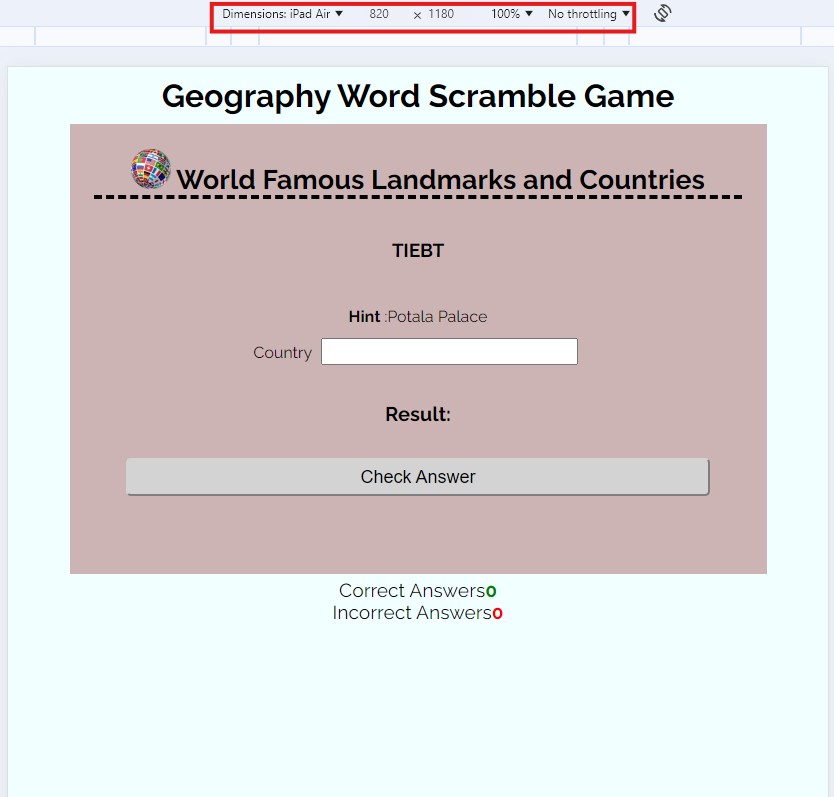 Dimensions: iPad Air ▼ 820 × 1180 100% ▼ No throttling ▼
Geography Word Scramble Game
World Famous Landmarks and Countries
TIEBT
Hint :Potala Palace
Country
Result:
Check Answer
Correct Answers0
Incorrect Answers0